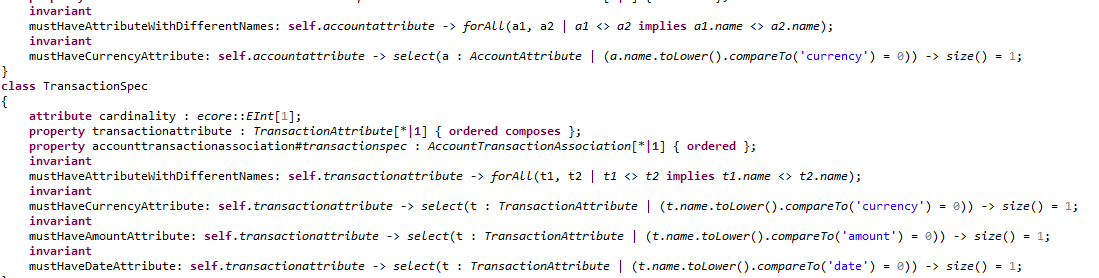 invariant
mustHaveAttributeWithDifferentNames: self.accountattribute -> forAll(a1, a2 | a1 <> a2 implies a1.name <> a2.name);
invariant
mustHaveCurrencyAttribute: self.accountattribute -> select(a : AccountAttribute | (a.name.toLower().compareTo('currency') = 0)) -> size() = 1;
}
class TransactionSpec
{
attribute cardinality : ecore::EInt[1];
property transactionattribute : TransactionAttribute[*|1] { ordered composes };
property accounttransactionassociation#transactionspec : AccountTransactionAssociation[*|1] { ordered };
invariant
mustHaveAttributeWithDifferentNames: self.transactionattribute -> forAll(t1, t2 | t1 <> t2 implies t1.name <> t2.name);
invariant
mustHaveCurrencyAttribute: self.transactionattribute -> select(t : TransactionAttribute | (t.name.toLower().compareTo('currency') = 0)) -> size() = 1;
invariant
mustHaveAmountAttribute: self.transactionattribute -> select(t : TransactionAttribute | (t.name.toLower().compareTo('amount') = 0)) -> size() = 1;
invariant
mustHaveDateAttribute: self.transactionattribute -> select(t : TransactionAttribute | (t.name.toLower().compareTo('date') = 0)) -> size() = 1;